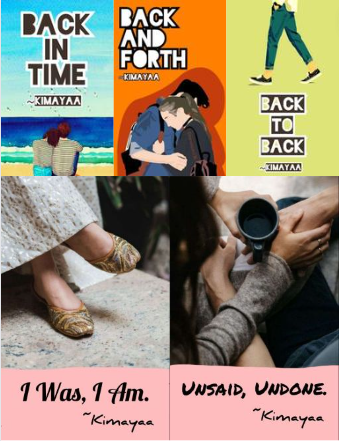 BACK
IN
TIME
~KIMAYAA
BACK
AND
FORTH
~KIMAYAA
BACK
TO
BACK
~KIMAYAA
I Was, I Am.
~Kimayaa
UNSAID, UNDONE.
~Kimayaa